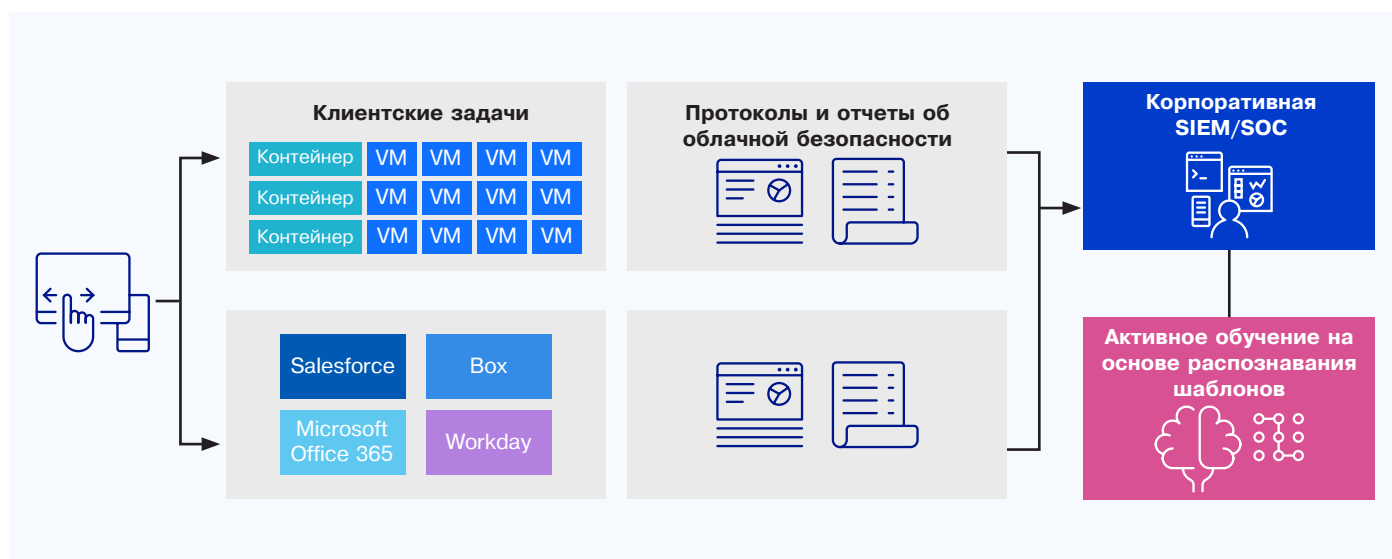 Клиентские задачи
Контейнер VM VM VM VM
Контейнер VM VM VM VM
Контейнер VM VM VM VM
Протоколы и отчеты об
облачной безопасности
Корпоративная
SIEM/SOC
Salesforce
Box
Microsoft
Office 365
Workday
Активное обучение на
основе распознавания
шаблонов